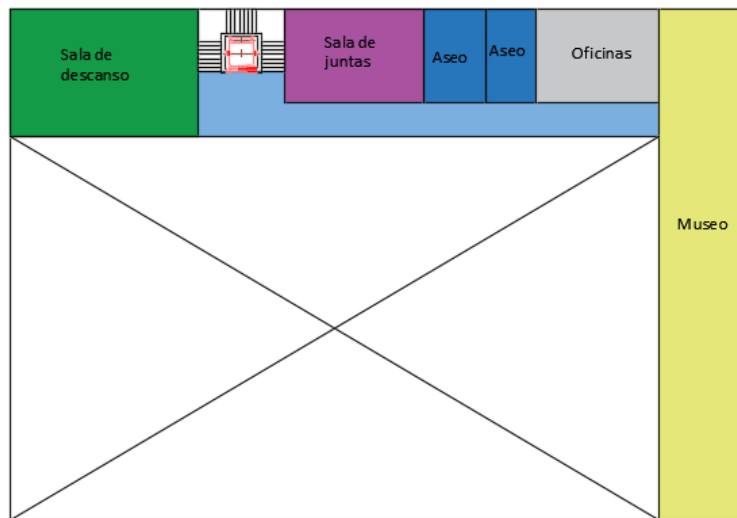 Sala de
descanso
Sala de
juntas
Aseo
Aseo
Oficinas
Museo